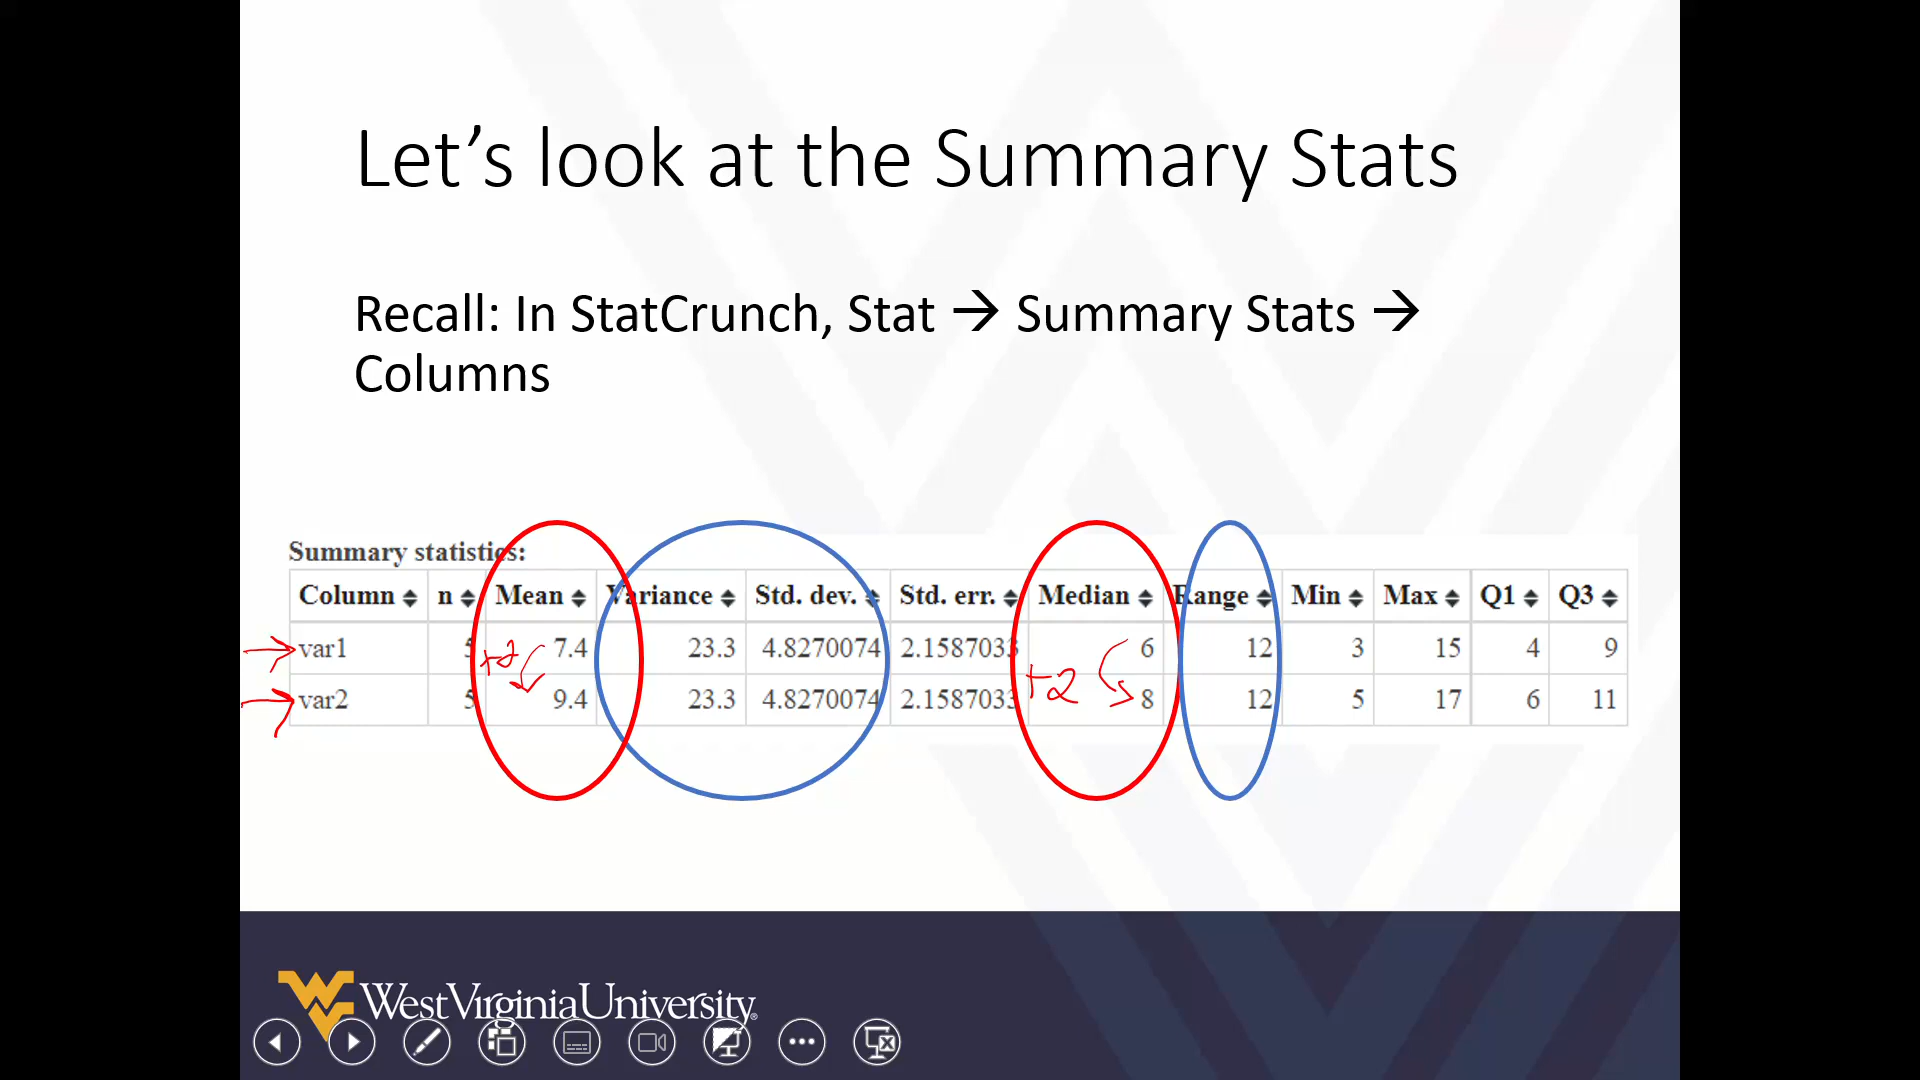 Let’s look at the Summary Stats
Recall: In StatCrunch, Stat → Summary Stats →
Columns
Summary statistics:
Column n Mean Variance Std. dev. Std. err. Median Range Min Max Q1 Q3
var1 5 7.4 23.3 4.8270074 2.1587033 6 12 3 15 4 9
+2 +2
var2 5 9.4 23.3 4.8270074 2.1587033 8 12 5 17 6 11
WestVirginiaUniversity®